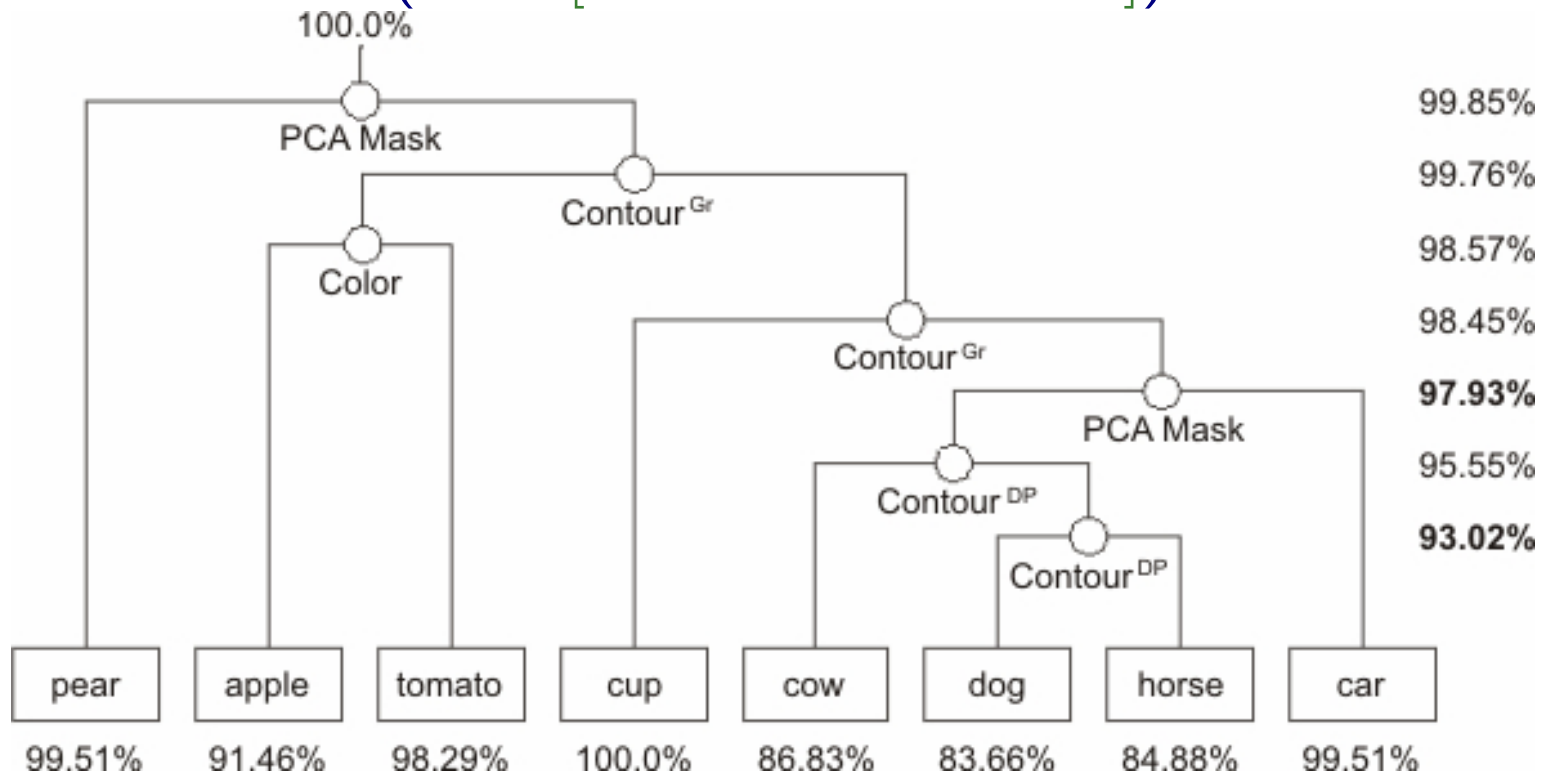 100.0%
99.85%
PCA Mask
99.76%
Contour Gr
98.57%
Color
98.45%
Contour Gr
97.93%
PCA Mask
95.55%
Contour DP
93.02%
Contour DP
pear apple tomato cup cow dog horse car
99.51% 91.46% 98.29% 100.0% 86.83% 83.66% 84.88% 99.51%